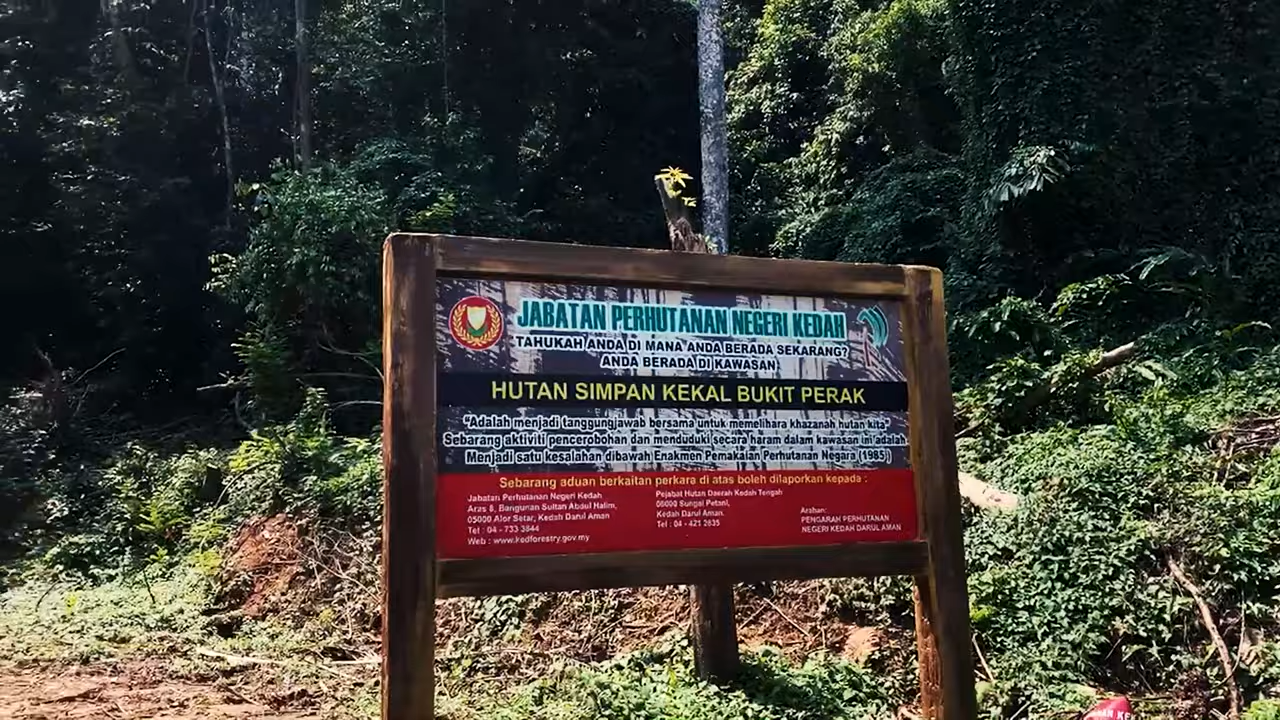 JABATAN PERHUTANAN NEGERI KEDAH
TAHUKAH ANDA DI MANA ANDA BERADA SEKARANG?
ANDA BERADA DI KAWASAN
HUTAN SIMPAN KEKAL BUKIT PERAK
"Adalah menjadi tanggungjawab bersama untuk memelihara khazanah hutan kita"
Sebarang aktiviti pencerobohan dan menduduki secara haram dalam kawasan ini adalah
Menjadi satu kesalahan dibawah Enakmen Pemakaian Perhutanan Negara (1985)
Sebarang aduan berkaitan perkara di atas boleh dilaporkan kepada :
Jabatan Perhutanan Negeri Kedah
Aras 8, Bangunan Sultan Abdul Halim,
05000 Alor Setar, Kedah Darul Aman
Tel : 04 - 733 3844
Web : www.kedforestry.gov.my
Pejabat Hutan Daerah Kedah Tengah
08000 Sungai Petani,
Kedah Darul Aman.
Tel : 04 - 421 2635
Arahan:
PENGARAH PERHUTANAN
NEGERI KEDAH DARUL AMAN